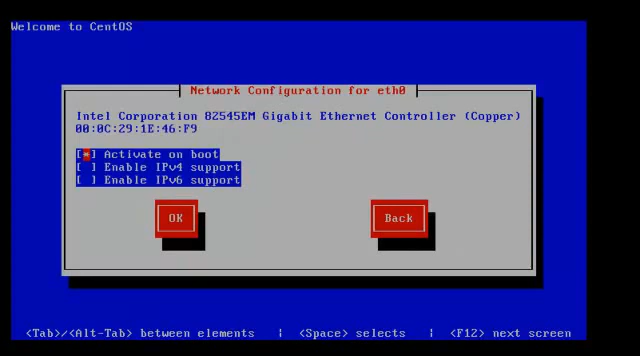 Welcome to CentOS
Network Configuration for eth0
Intel Corporation 82545EM Gigabit Ethernet Controller (Copper)
00:0C:29:1E:46:F9
[*] Activate on boot
[ ] Enable IPv4 support
[ ] Enable IPv6 support
OK Back
<Tab>/<Alt-Tab> between elements | <Space> selects | <F12> next screen